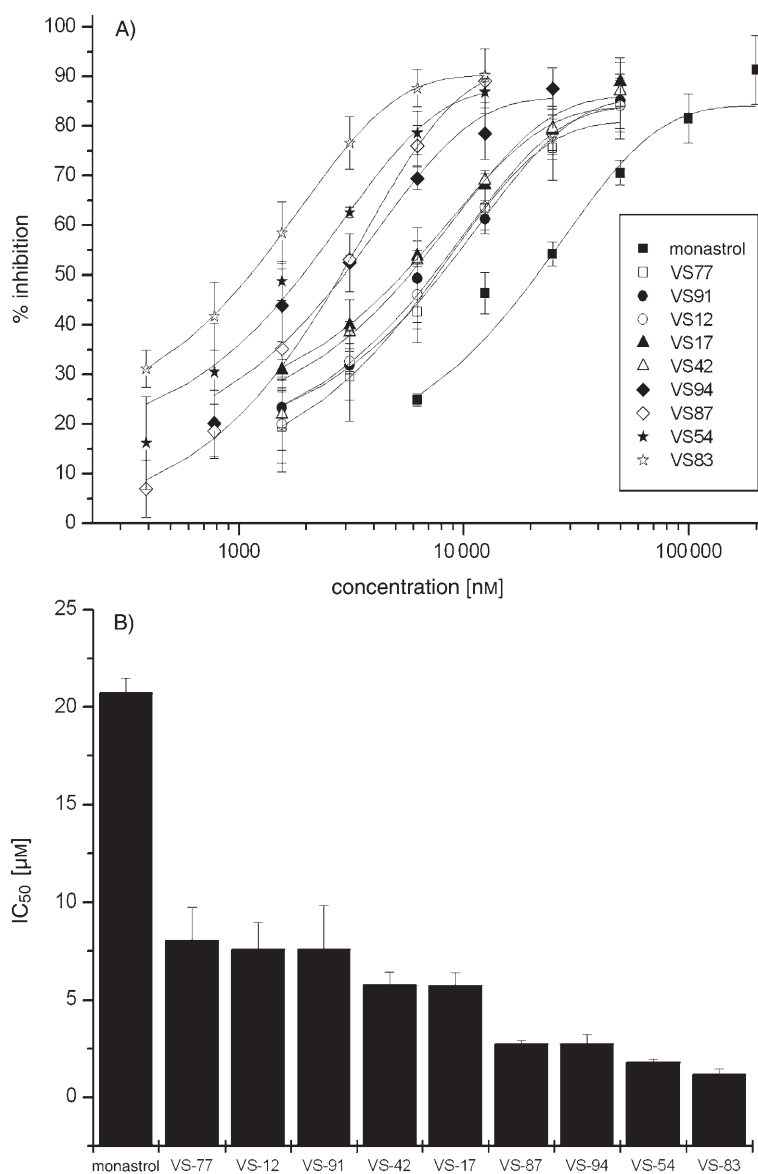 A)
100
90
80
70
60
50
40
30
20
10
0
% inhibition
monastrol
VS77
VS91
VS12
VS17
VS42
VS94
VS87
VS54
VS83
1000
10 000
100 000
concentration [nM]
B)
25
20
15
10
5
0
IC50 [µM]
monastrol VS-77 VS-12 VS-91 VS-42 VS-17 VS-87 VS-94 VS-54 VS-83